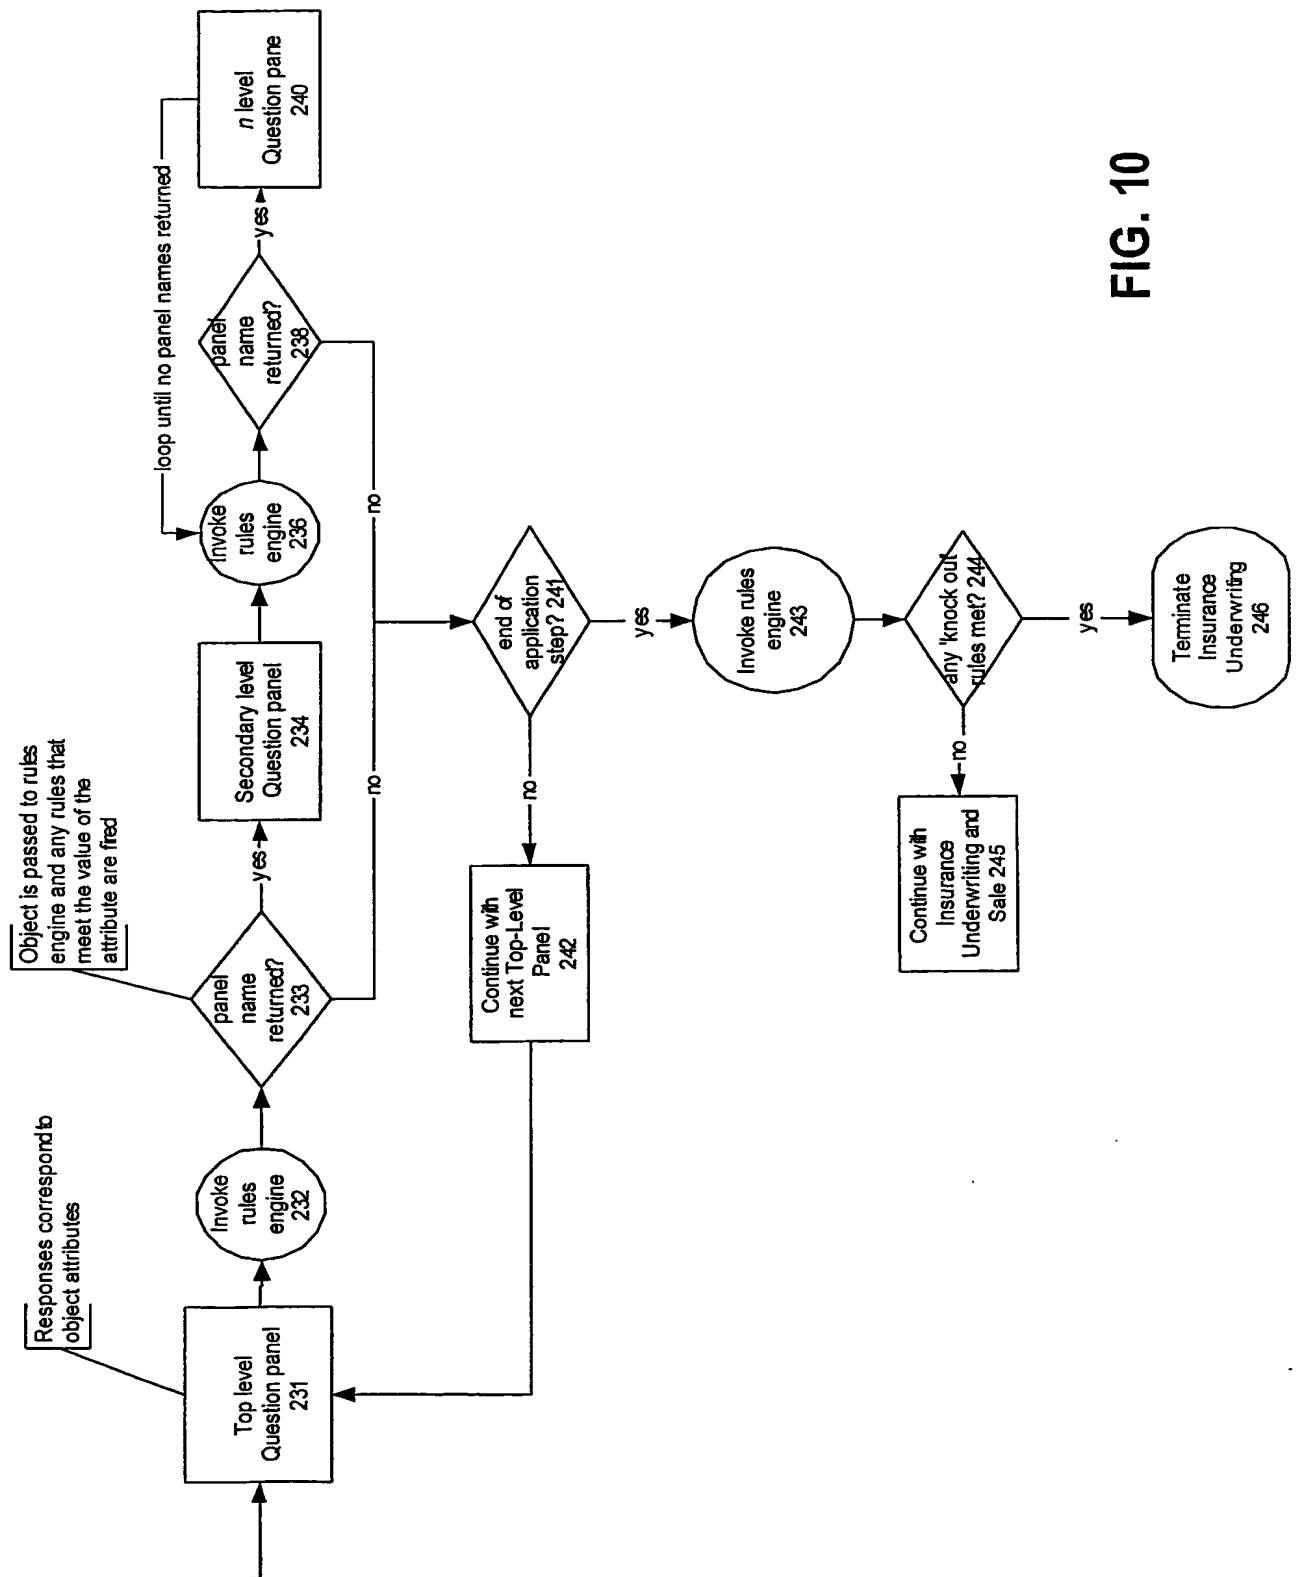 Responses correspond to
object attributes
Object is passed to rules
engine and any rules that
meet the value of the
attribute are fired
loop until no panel names returned
Top level
Question panel
231
Invoke
rules
engine
232
panel
name
returned?
233
yes
no
Secondary level
Question panel
234
Invoke
rules
engine
236
panel
name
returned?
238
yes
no
n level
Question pane
240
end of
application
step? 241
no
yes
Continue with
next Top-Level
Panel
242
Invoke rules
engine
243
any 'knock out
rules met? 244
no
yes
Continue with
Insurance
Underwriting and
Sale 245
Terminate
Insurance
Underwriting
246
FIG. 10